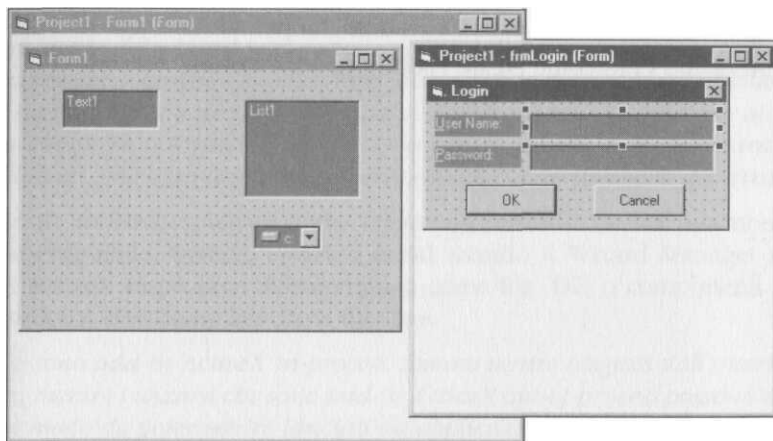 Project1 - Form1 (Form)
Form1
Text1
List1
c:
Project1 - frmLogin (Form)
Login
User Name:
Password:
OK
Cancel